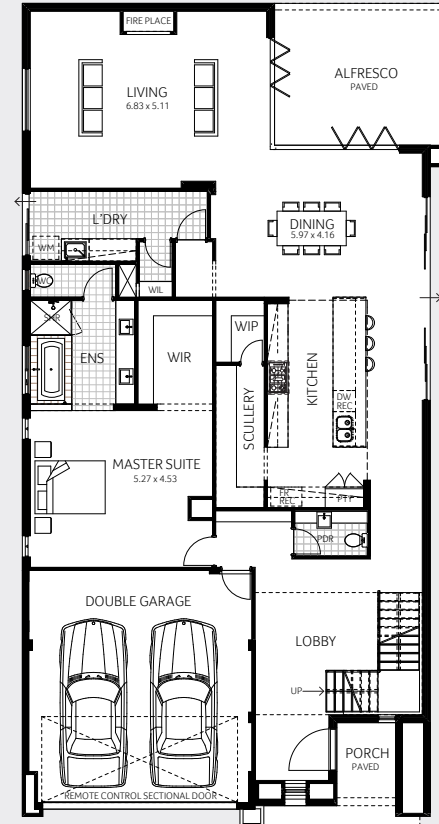 FIRE PLACE
ALFRESCO
PAVED
LIVING
6.83 x 5.11
L'DRY
DINING
5.97 x 4.16
WM
WC
WIL
SHR
ENS
WIR
WIP
KITCHEN
SCULLERY
DW
REC
MASTER SUITE
5.27 x 4.53
FR
REC
PTY
PDR
DOUBLE GARAGE
LOBBY
UP
PORCH
PAVED
REMOTE CONTROL SECTIONAL DOOR